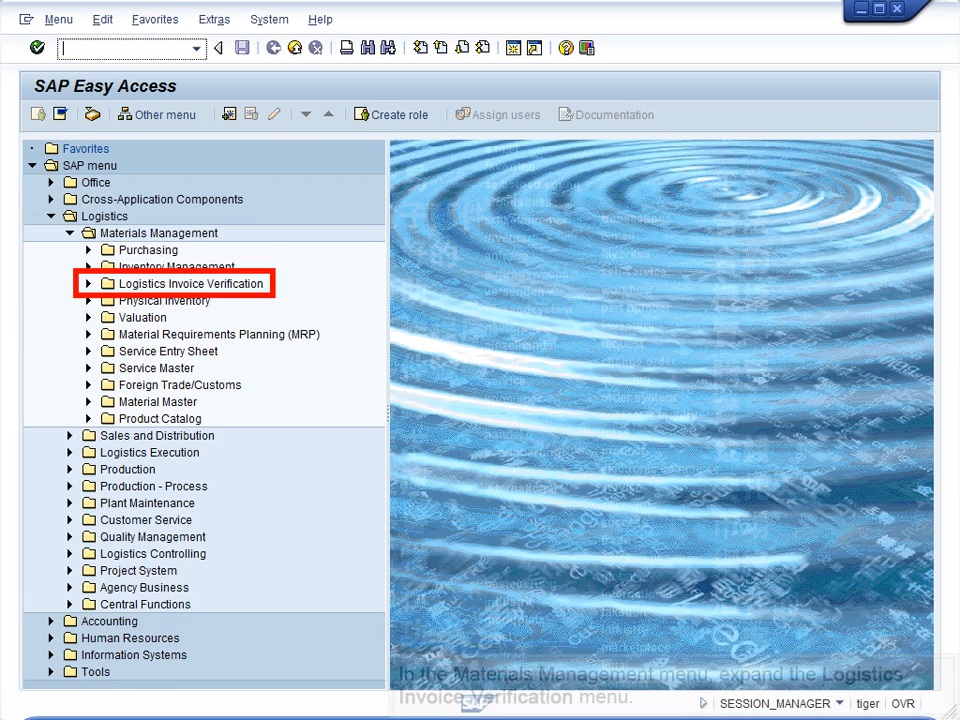 Menu Edit Favorites Extras System Help
SAP Easy Access
Other menu Create role Assign users Documentation
Favorites
SAP menu
Office
Cross-Application Components
Logistics
Materials Management
Purchasing
Inventory Management
Logistics Invoice Verification
Physical Inventory
Valuation
Material Requirements Planning (MRP)
Service Entry Sheet
Service Master
Foreign Trade/Customs
Material Master
Product Catalog
Sales and Distribution
Logistics Execution
Production
Production - Process
Plant Maintenance
Customer Service
Quality Management
Logistics Controlling
Project System
Agency Business
Central Functions
Accounting
Human Resources
Information Systems
Tools
In the Materials Management menu, expand the Logistics
Invoice Verification menu.
SAP
SESSION_MANAGER tiger OVR